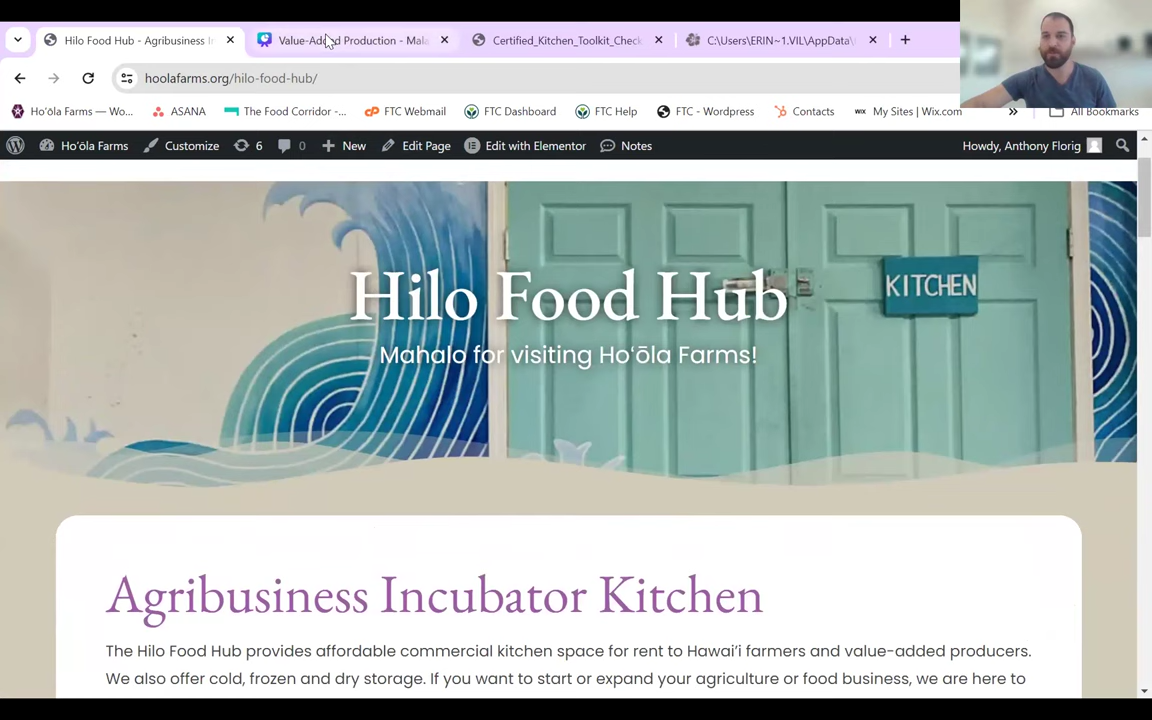 Hilo Food Hub - Agribusiness In
Value-Added Production - Mala
Certified_Kitchen_Toolkit_Check
C:\Users\ERIN~1.VIL\AppData\
hoolafarms.org/hilo-food-hub/
Hoʻōla Farms — Wo...
ASANA
The Food Corridor -...
FTC Webmail
FTC Dashboard
FTC Help
FTC - Wordpress
Contacts
WIX My Sites | Wix.com
All Bookmarks
Hoʻōla Farms
Customize
6
0
New
Edit Page
Edit with Elementor
Notes
Howdy, Anthony Florig
KITCHEN
Hilo Food Hub
Mahalo for visiting Hoʻōla Farms!
Agribusiness Incubator Kitchen
The Hilo Food Hub provides affordable commercial kitchen space for rent to Hawaiʻi farmers and value-added producers.
We also offer cold, frozen and dry storage. If you want to start or expand your agriculture or food business, we are here to